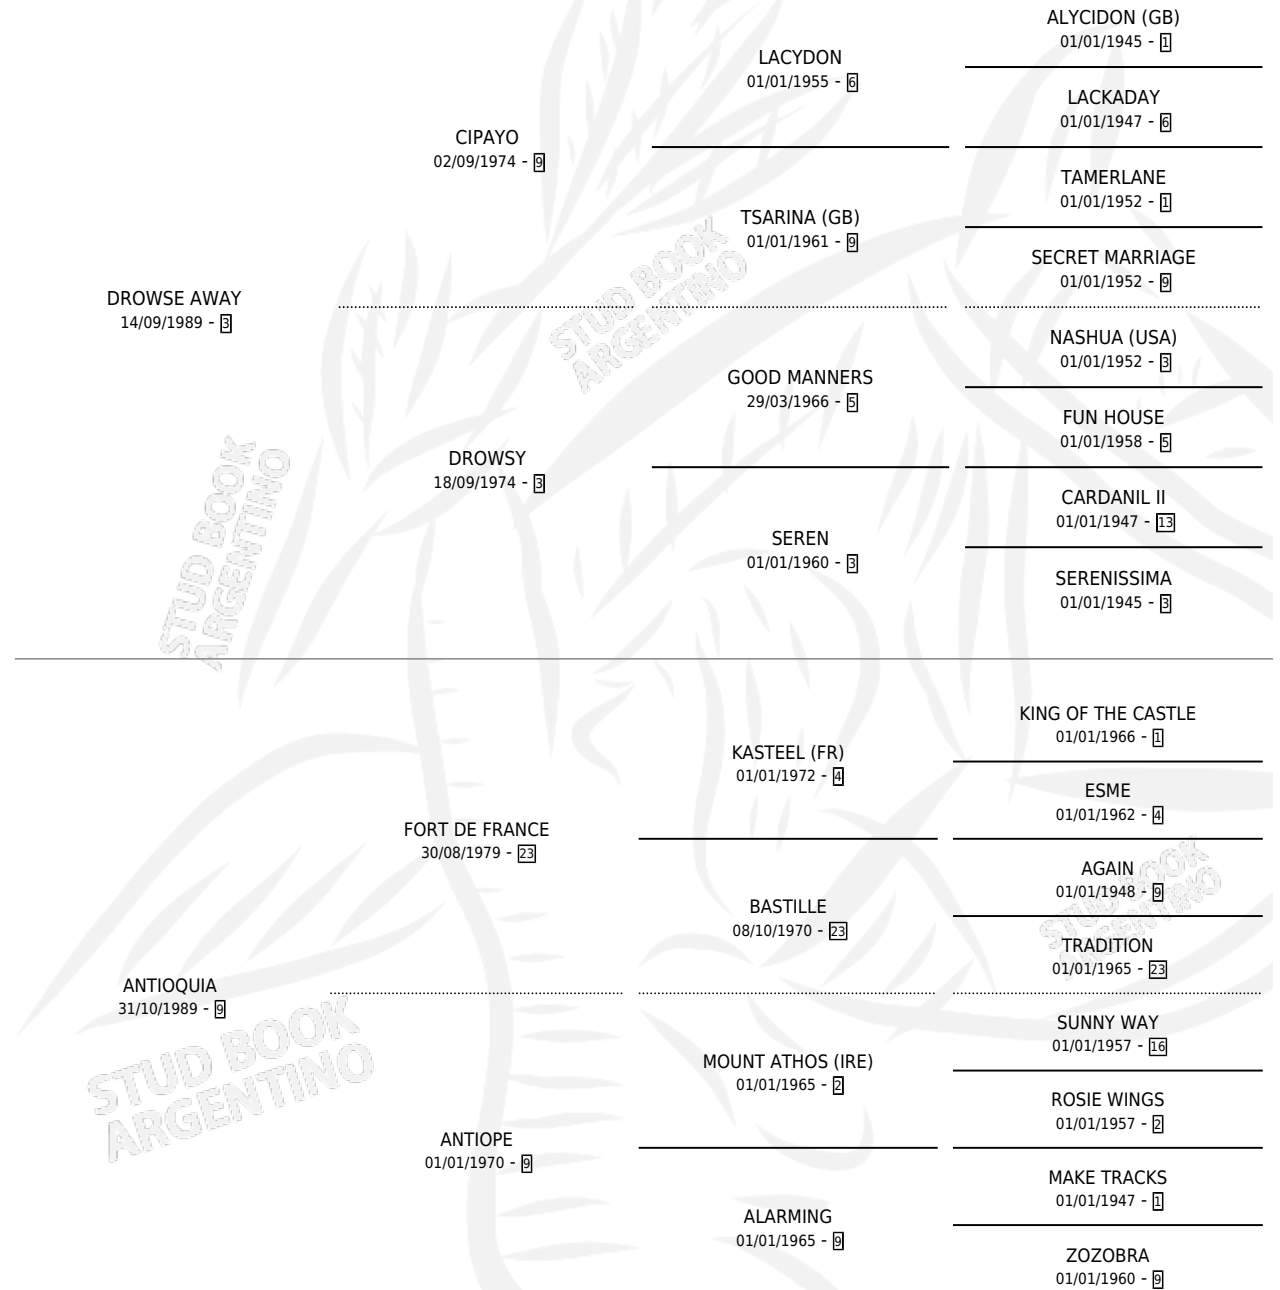 ALYCIDON (GB)
01/01/1945 - 1
LACYDON
01/01/1955 - 6
LACKADAY
01/01/1947 - 6
CIPAYO
02/09/1974 - 9
TAMERLANE
01/01/1952 - 1
TSARINA (GB)
01/01/1961 - 9
SECRET MARRIAGE
01/01/1952 - 9
DROWSE AWAY
14/09/1989 - 3
NASHUA (USA)
01/01/1952 - 3
GOOD MANNERS
29/03/1966 - 5
FUN HOUSE
01/01/1958 - 5
DROWSY
18/09/1974 - 3
CARDANIL II
01/01/1947 - 13
SEREN
01/01/1960 - 3
SERENISSIMA
01/01/1945 - 3
KING OF THE CASTLE
01/01/1966 - 1
KASTEEL (FR)
01/01/1972 - 4
ESME
01/01/1962 - 4
FORT DE FRANCE
30/08/1979 - 23
AGAIN
01/01/1948 - 9
BASTILLE
08/10/1970 - 23
TRADITION
01/01/1965 - 23
ANTIOQUIA
31/10/1989 - 9
SUNNY WAY
01/01/1957 - 16
MOUNT ATHOS (IRE)
01/01/1965 - 2
ROSIE WINGS
01/01/1957 - 2
ANTIOPE
01/01/1970 - 9
MAKE TRACKS
01/01/1947 - 1
ALARMING
01/01/1965 - 9
ZOZOBRA
01/01/1960 - 9
STUD BOOK
ARGENTINO
STUD BOOK
ARGENTINO
STUD BOOK
ARGENTINO
STUD BOOK
ARGENTINO